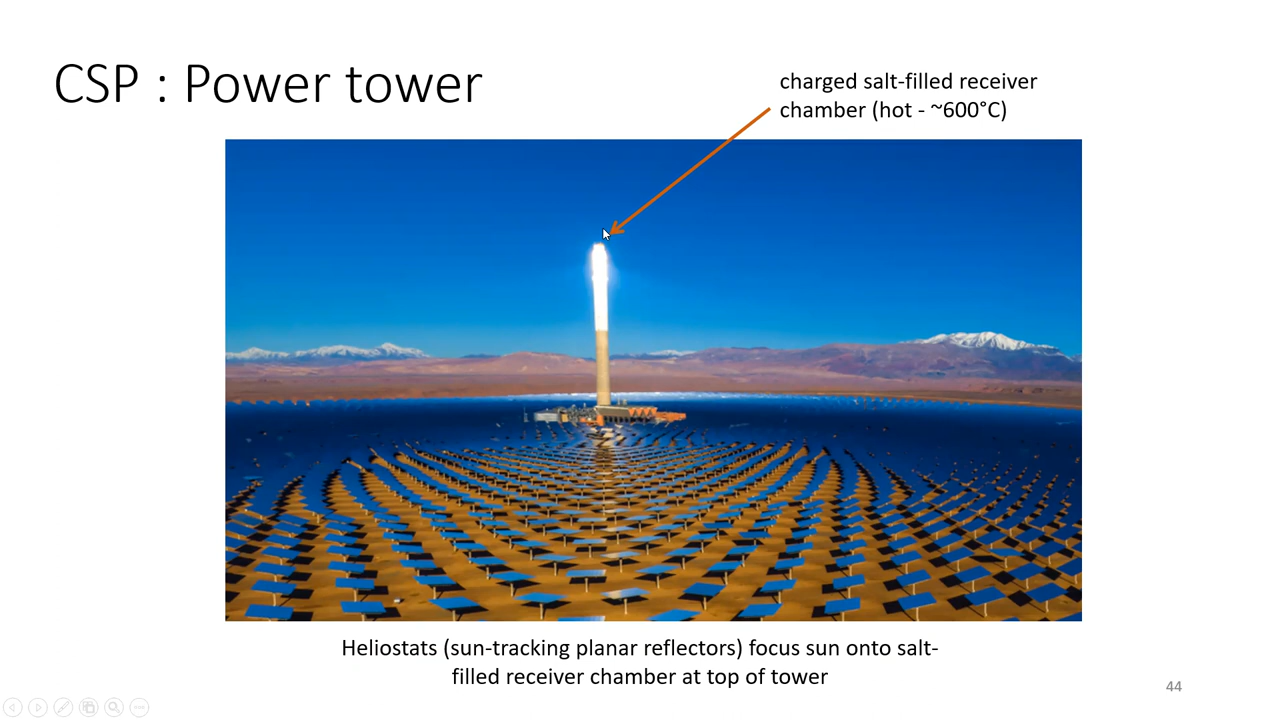 CSP : Power tower
charged salt-filled receiver
chamber (hot - ~600°C)
Heliostats (sun-tracking planar reflectors) focus sun onto salt-
filled receiver chamber at top of tower
44